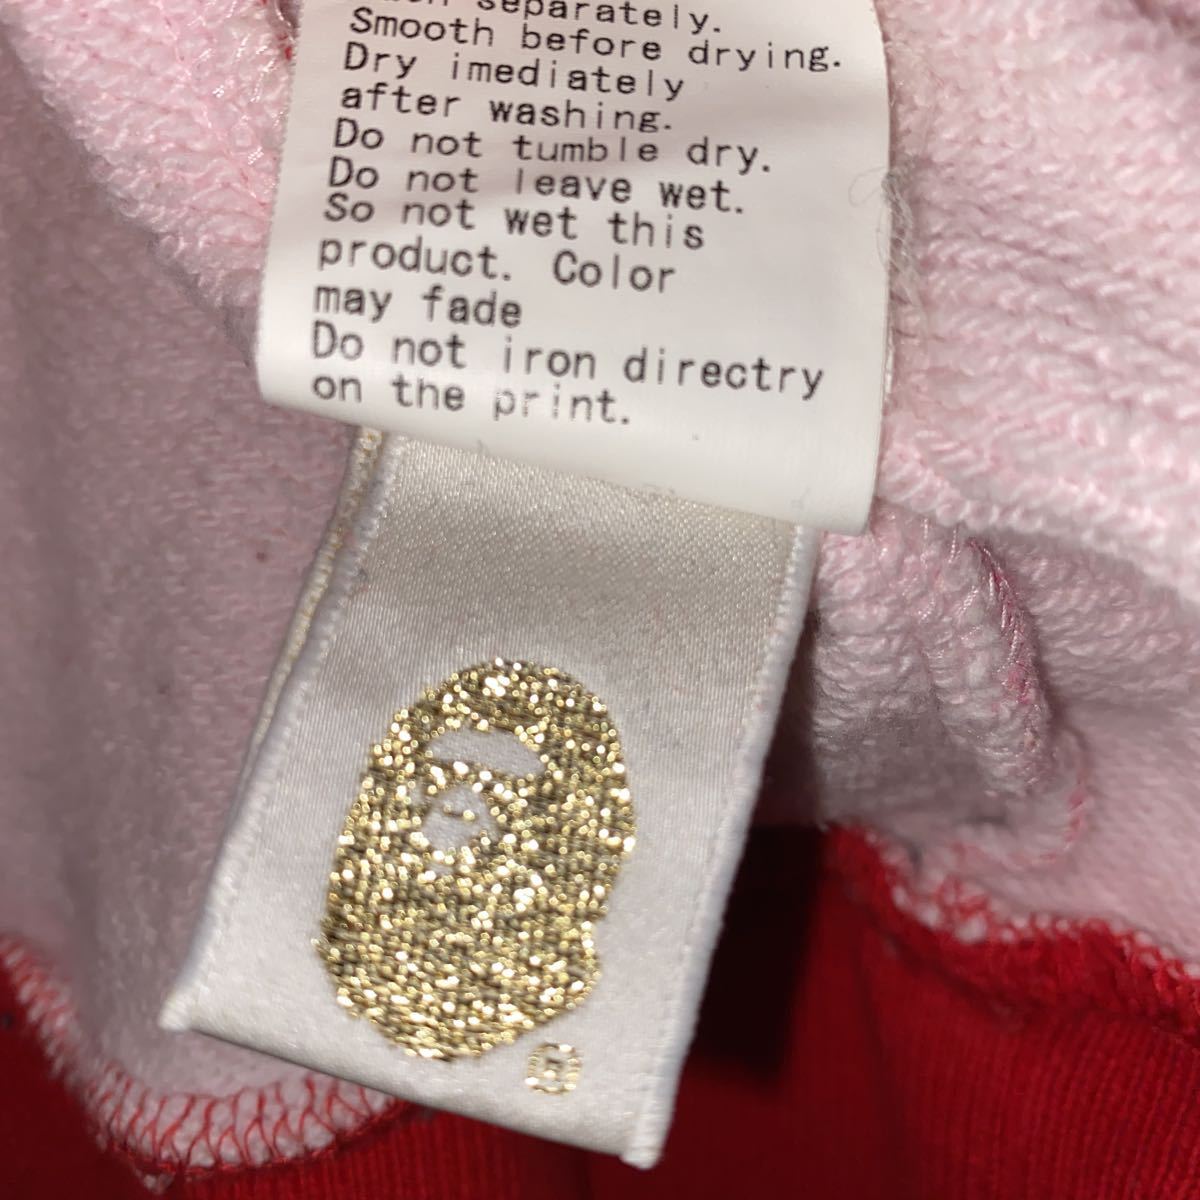 separately.
Smooth before drying.
Dry imediately
after washing.
Do not tumble dry.
Do not leave wet.
So not wet this
product. Color
may fade
Do not iron directry
on the print.